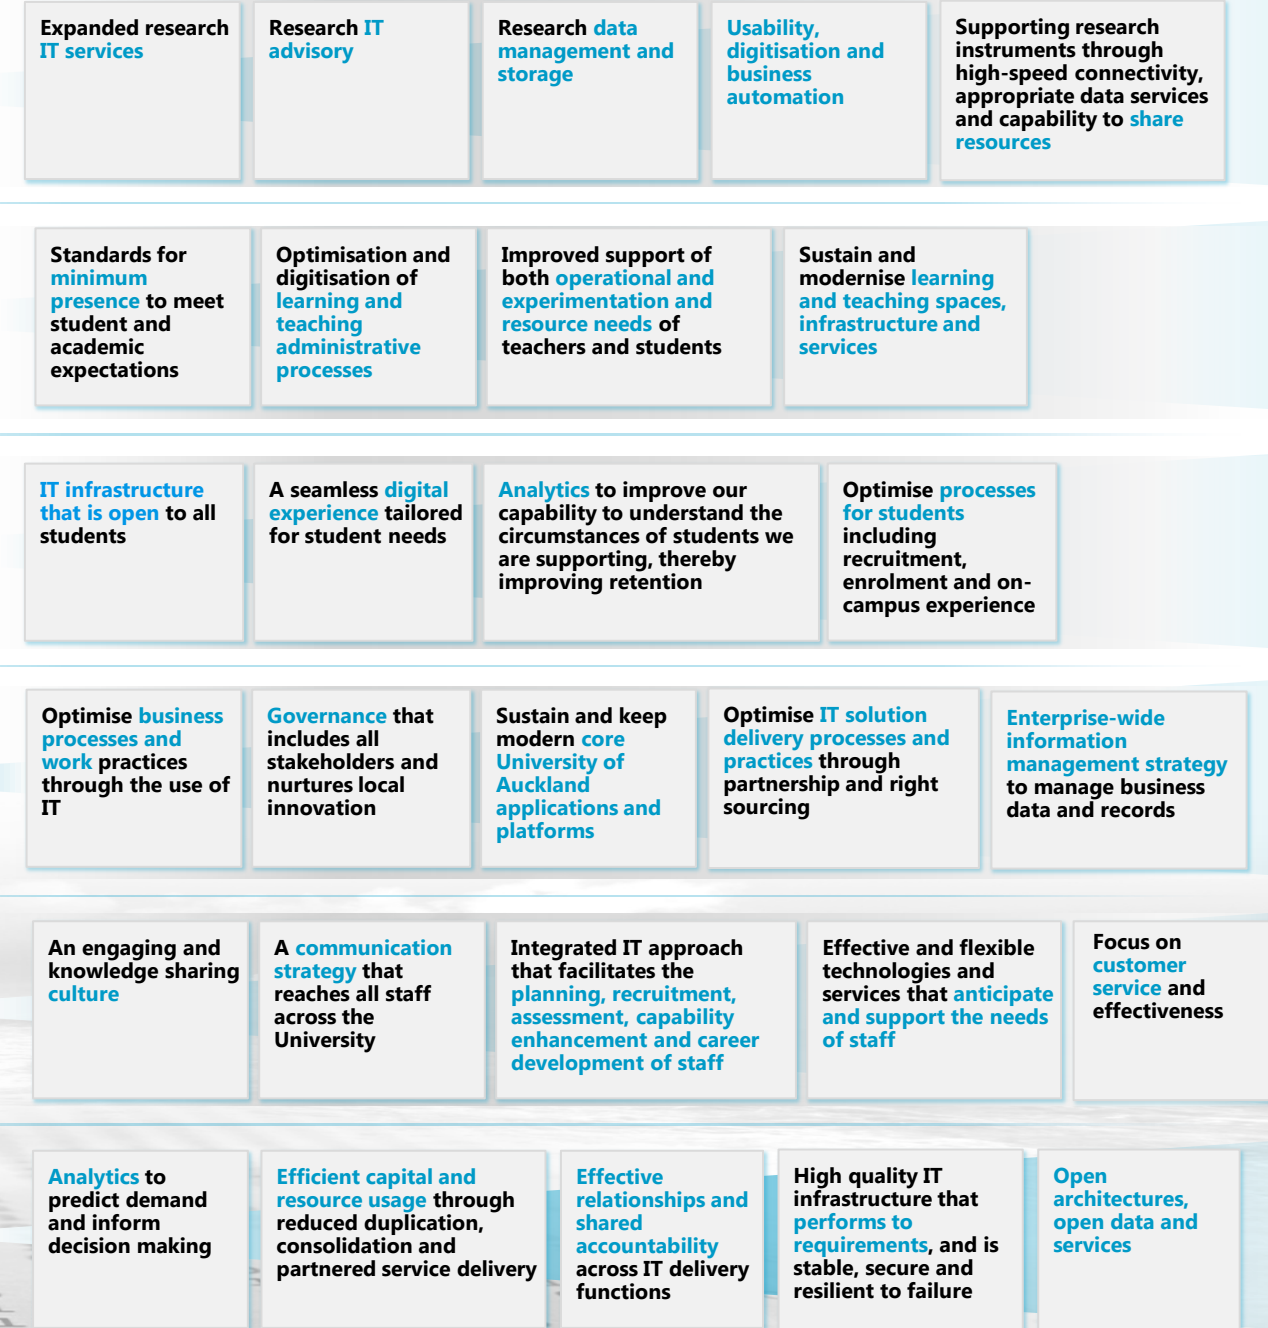 Expanded research
IT services
Research IT
advisory
Research data
management and
storage
Usability,
digitisation and
business
automation
Supporting research
instruments through
high-speed connectivity,
appropriate data services
and capability to share
resources
Standards for
minimum
presence to meet
student and
academic
expectations
Optimisation and
digitisation of
learning and
teaching
administrative
processes
Improved support of
both operational and
experimentation and
resource needs of
teachers and students
Sustain and
modernise learning
and teaching spaces,
infrastructure and
services
IT infrastructure
that is open to all
students
A seamless digital
experience tailored
for student needs
Analytics to improve our
capability to understand the
circumstances of students we
are supporting, thereby
improving retention
Optimise processes
for students
including
recruitment,
enrolment and on-
campus experience
Optimise business
processes and
work practices
through the use of
IT
Governance that
includes all
stakeholders and
nurtures local
innovation
Sustain and keep
modern core
University of
Auckland
applications and
platforms
Optimise IT solution
delivery processes and
practices through
partnership and right
sourcing
Enterprise-wide
information
management strategy
to manage business
data and records
An engaging and
knowledge sharing
culture
A communication
strategy that
reaches all staff
across the
University
Integrated IT approach
that facilitates the
planning, recruitment,
assessment, capability
enhancement and career
development of staff
Effective and flexible
technologies and
services that anticipate
and support the needs
of staff
Focus on
customer
service and
effectiveness
Analytics to
predict demand
and inform
decision making
Efficient capital and
resource usage through
reduced duplication,
consolidation and
partnered service delivery
Effective
relationships and
shared
accountability
across IT delivery
functions
High quality IT
infrastructure that
performs to
requirements, and is
stable, secure and
resilient to failure
Open
architectures,
open data and
services